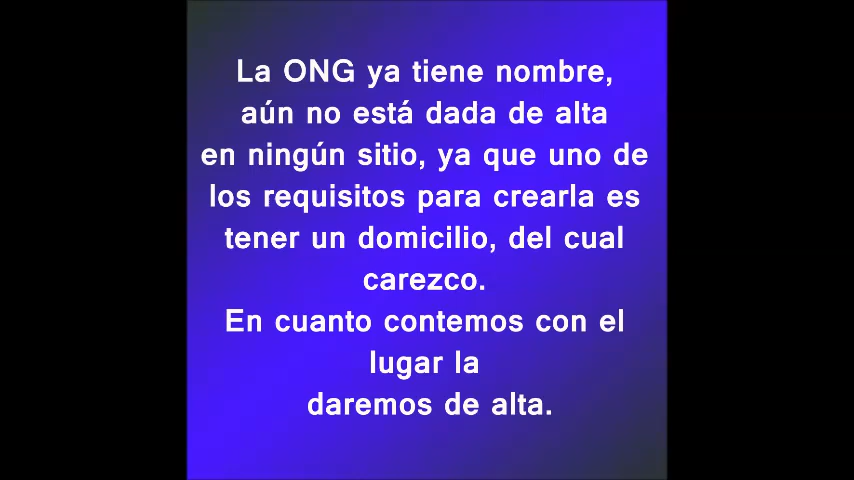 La ONG ya tiene nombre,
aún no está dada de alta
en ningún sitio, ya que uno de
los requisitos para crearla es
tener un domicilio, del cual
carezco.
En cuanto contemos con el
lugar la
daremos de alta.